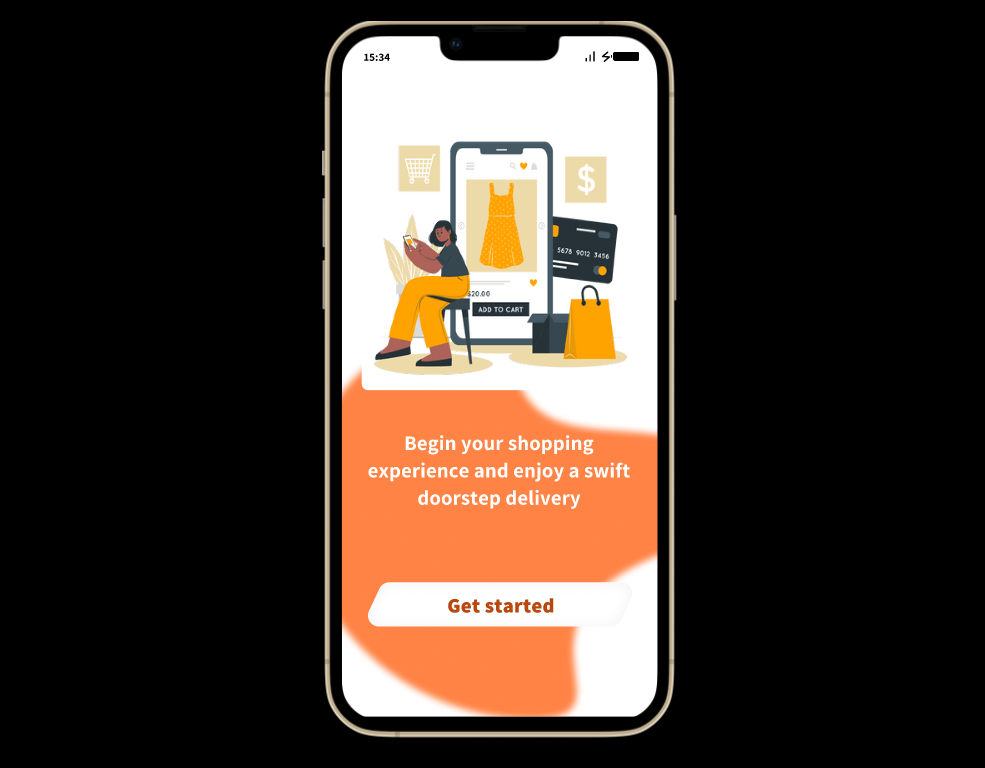 15:34
$
5678 9012 3456
$20.00
ADD TO CART
Begin your shopping
experience and enjoy a swift
doorstep delivery
Get started